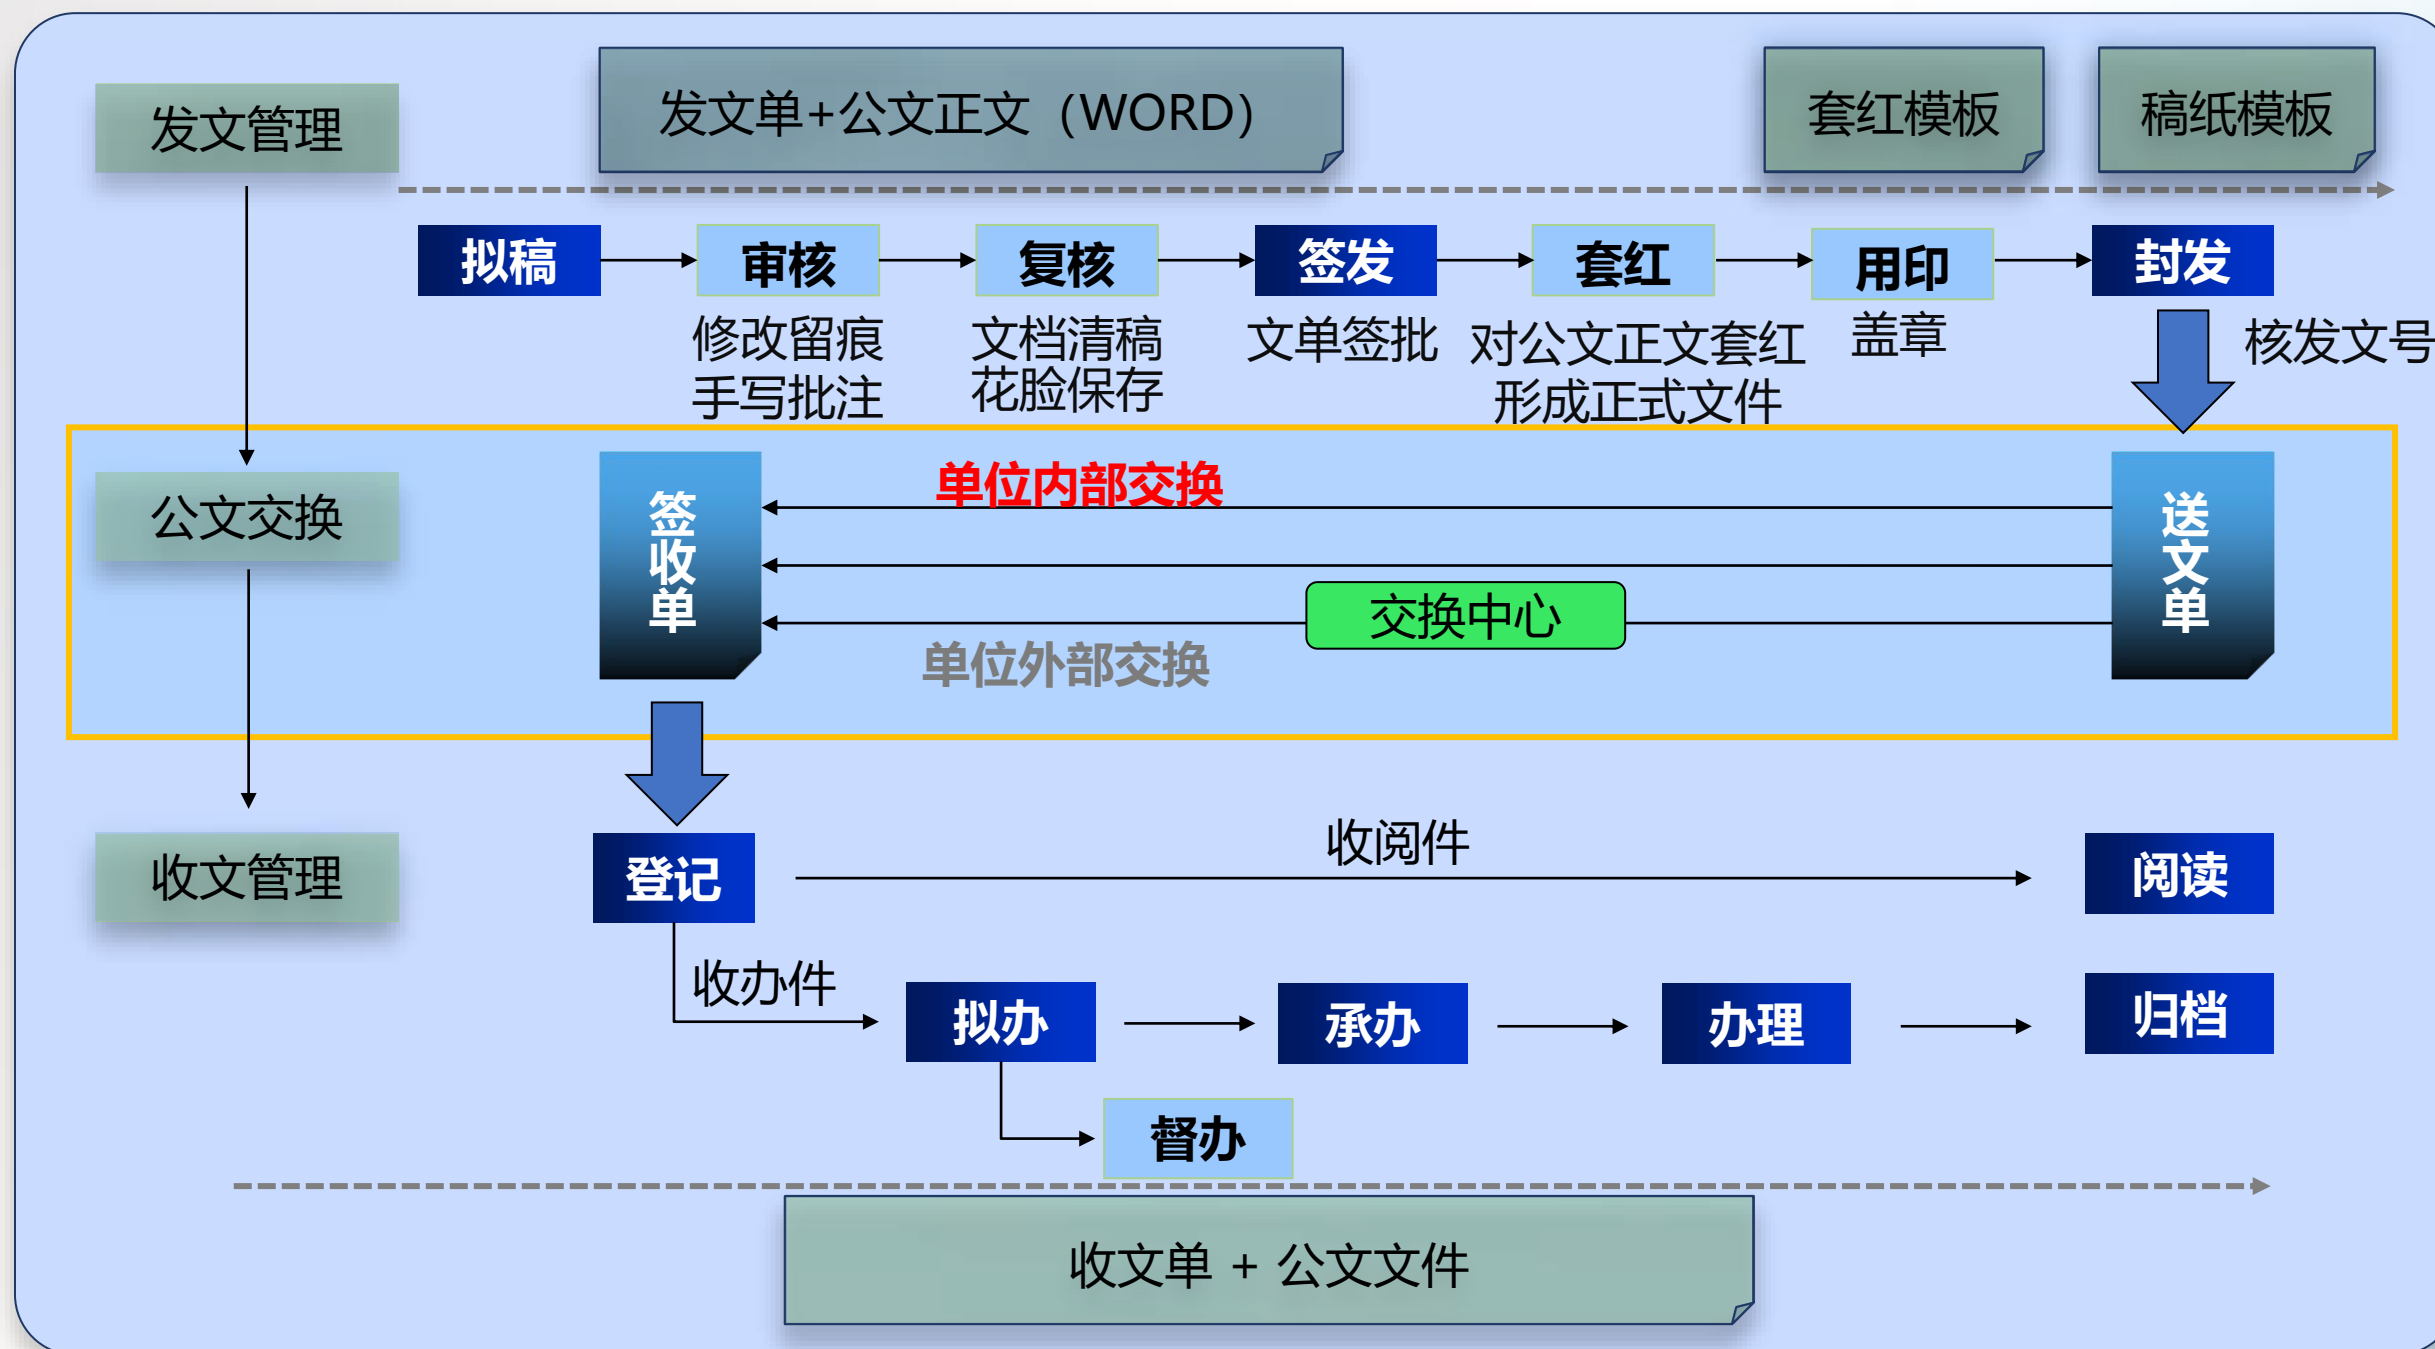 发文管理
发文单+公文正文（WORD）
套红模板
稿纸模板
拟稿
审核
复核
签发
套红
用印
封发
修改留痕
手写批注
文档清稿
花脸保存
文单签批
对公文正文套红
形成正式文件
盖章
核发文号
公文交换
签收单
单位内部交换
交换中心
单位外部交换
送文单
收文管理
登记
收阅件
阅读
收办件
拟办
承办
办理
归档
督办
收文单 + 公文文件